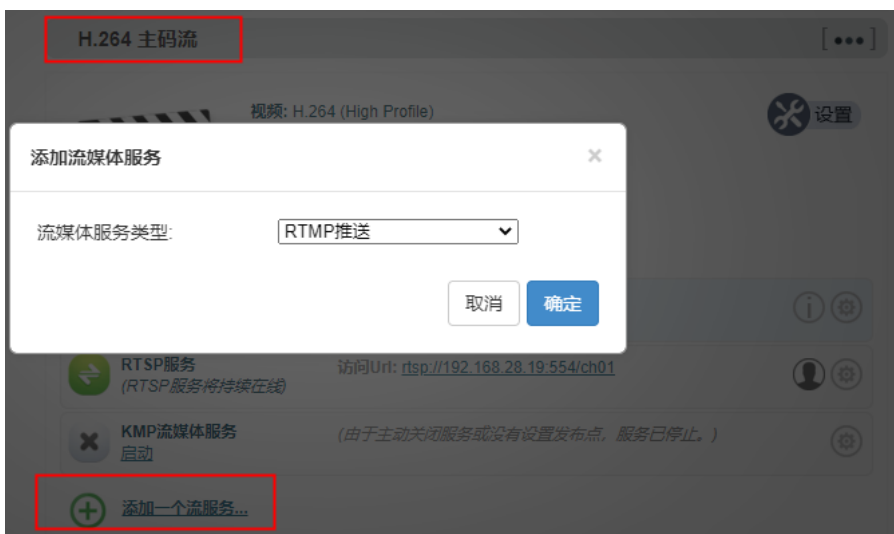 H.264 主码流
[•••]
视频: H.264 (High Profile)
设置
添加流媒体服务
×
流媒体服务类型:
RTMP推送
取消
确定
RTSP服务
(RTSP服务将持续在线)
访问Url: rtsp://192.168.28.19:554/ch01
KMP流媒体服务
启动
(由于主动关闭服务或没有设置发布点，服务已停止。)
添加一个流服务...